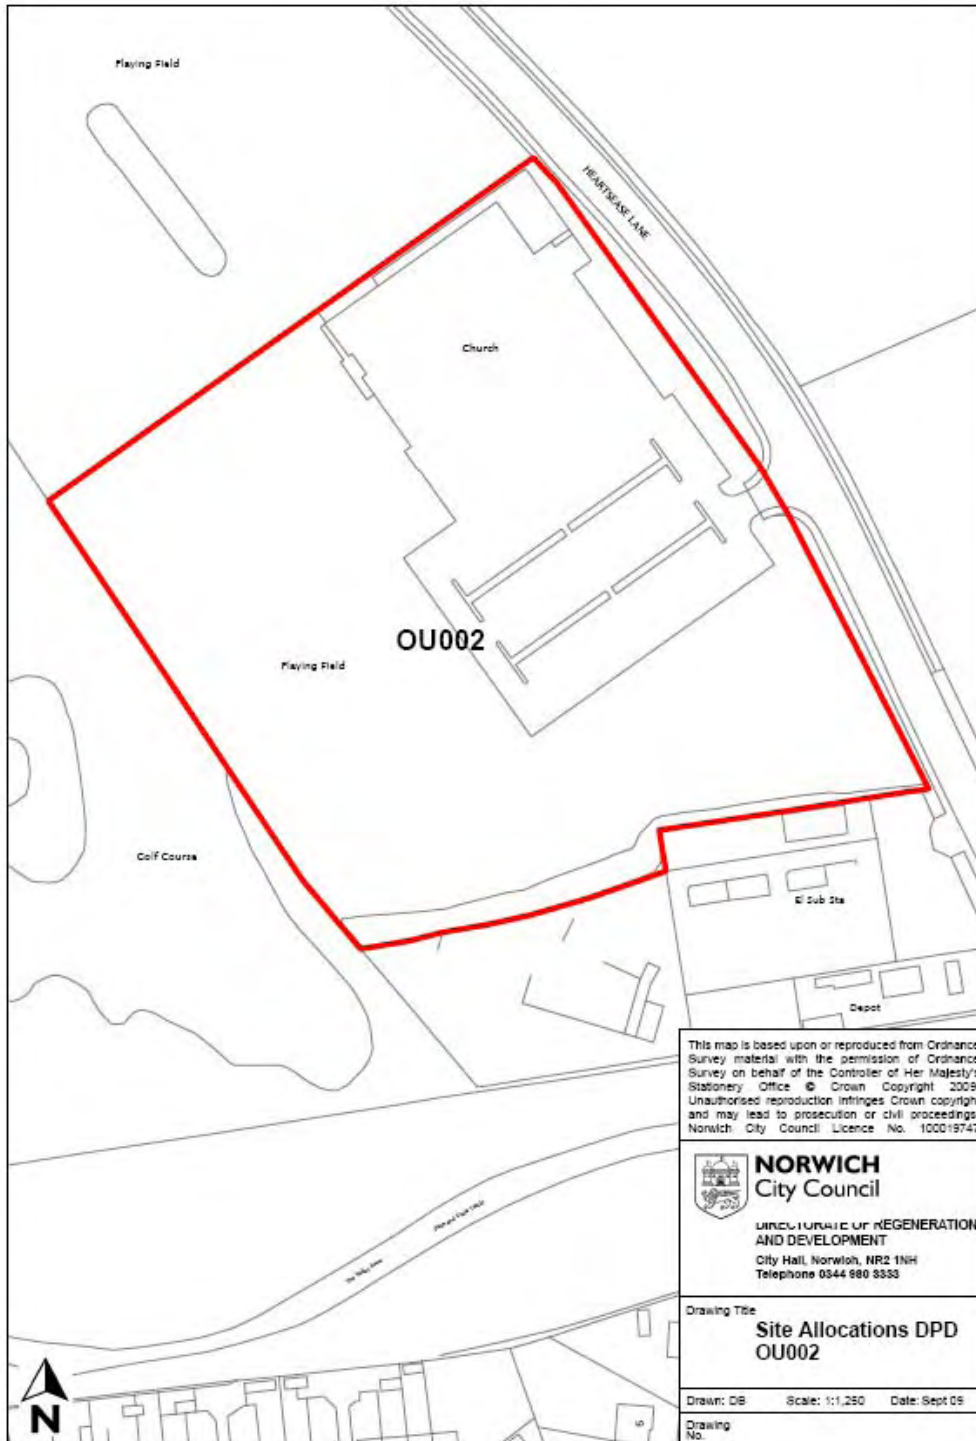 Playing Field
HEARTSEASE LANE
Church
OU002
Playing Field
Golf Course
El Sub Sta
Depot
This map is based upon or reproduced from Ordnance
Survey material with the permission of Ordnance
Survey on behalf of the Controller of Her Majesty's
Stationery Office © Crown Copyright 2009
Unauthorised reproduction infringes Crown copyrigh
and may lead to prosecution or civil proceedings
Norwich City Council Licence No. 100019747
NORWICH
City Council
DIRECTORATE OF REGENERATION
AND DEVELOPMENT
City Hall, Norwich, NR2 1NH
Telephone 0344 980 3333
Drawing Title
Site Allocations DPD
OU002
Drawn: DB Scale: 1:1,250 Date: Sept 09
Drawing
No.
N